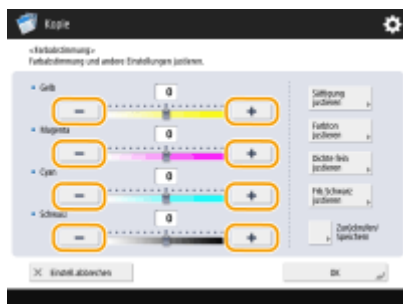 Kopie
<Farbabstimmung>
Farbabstimmung und andere Einstellungen justieren.
Gelb
0
− +
Magenta
0
− +
Cyan
0
− +
Schwarz
0
− +
Sättigung
justieren
Farbton
justieren
Dichte fein
justieren
Frb./Schwarz
justieren
Zurückrufen/
Speichern
× Einstell. abbrechen
OK